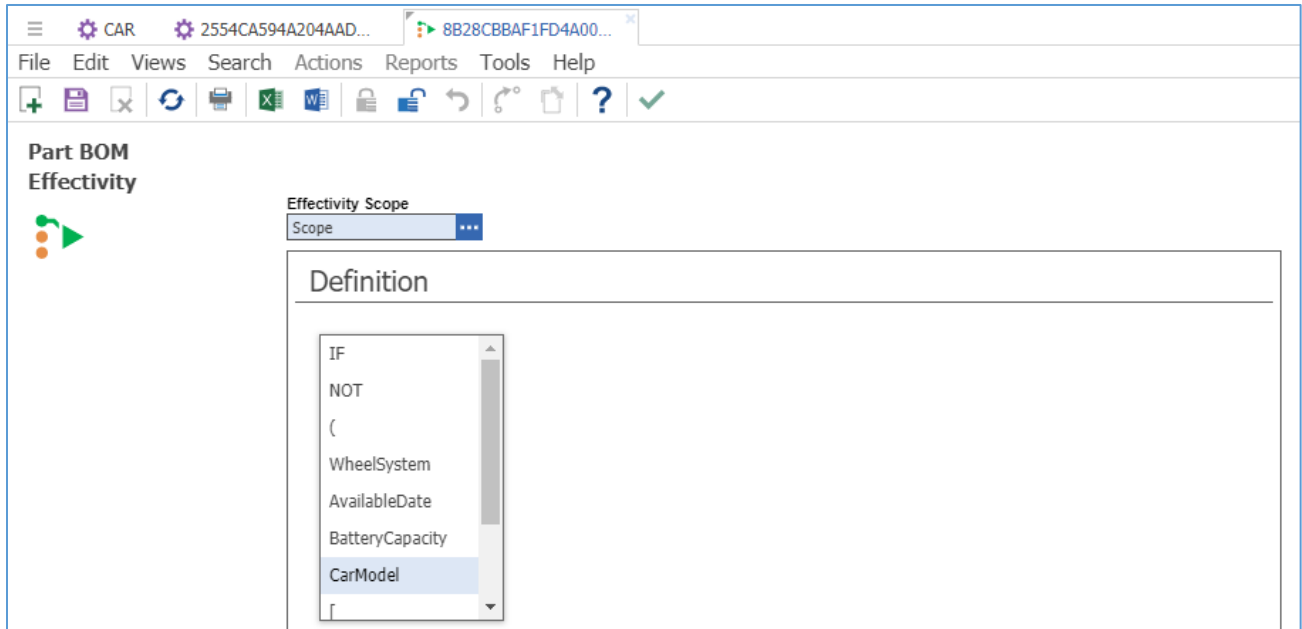 CAR 2554CA594A204AAD... 8B28CBBAF1FD4A00...
File Edit Views Search Actions Reports Tools Help
Part BOM
Effectivity
Effectivity Scope
Scope ...
Definition
IF
NOT
(
WheelSystem
AvailableDate
BatteryCapacity
CarModel
[